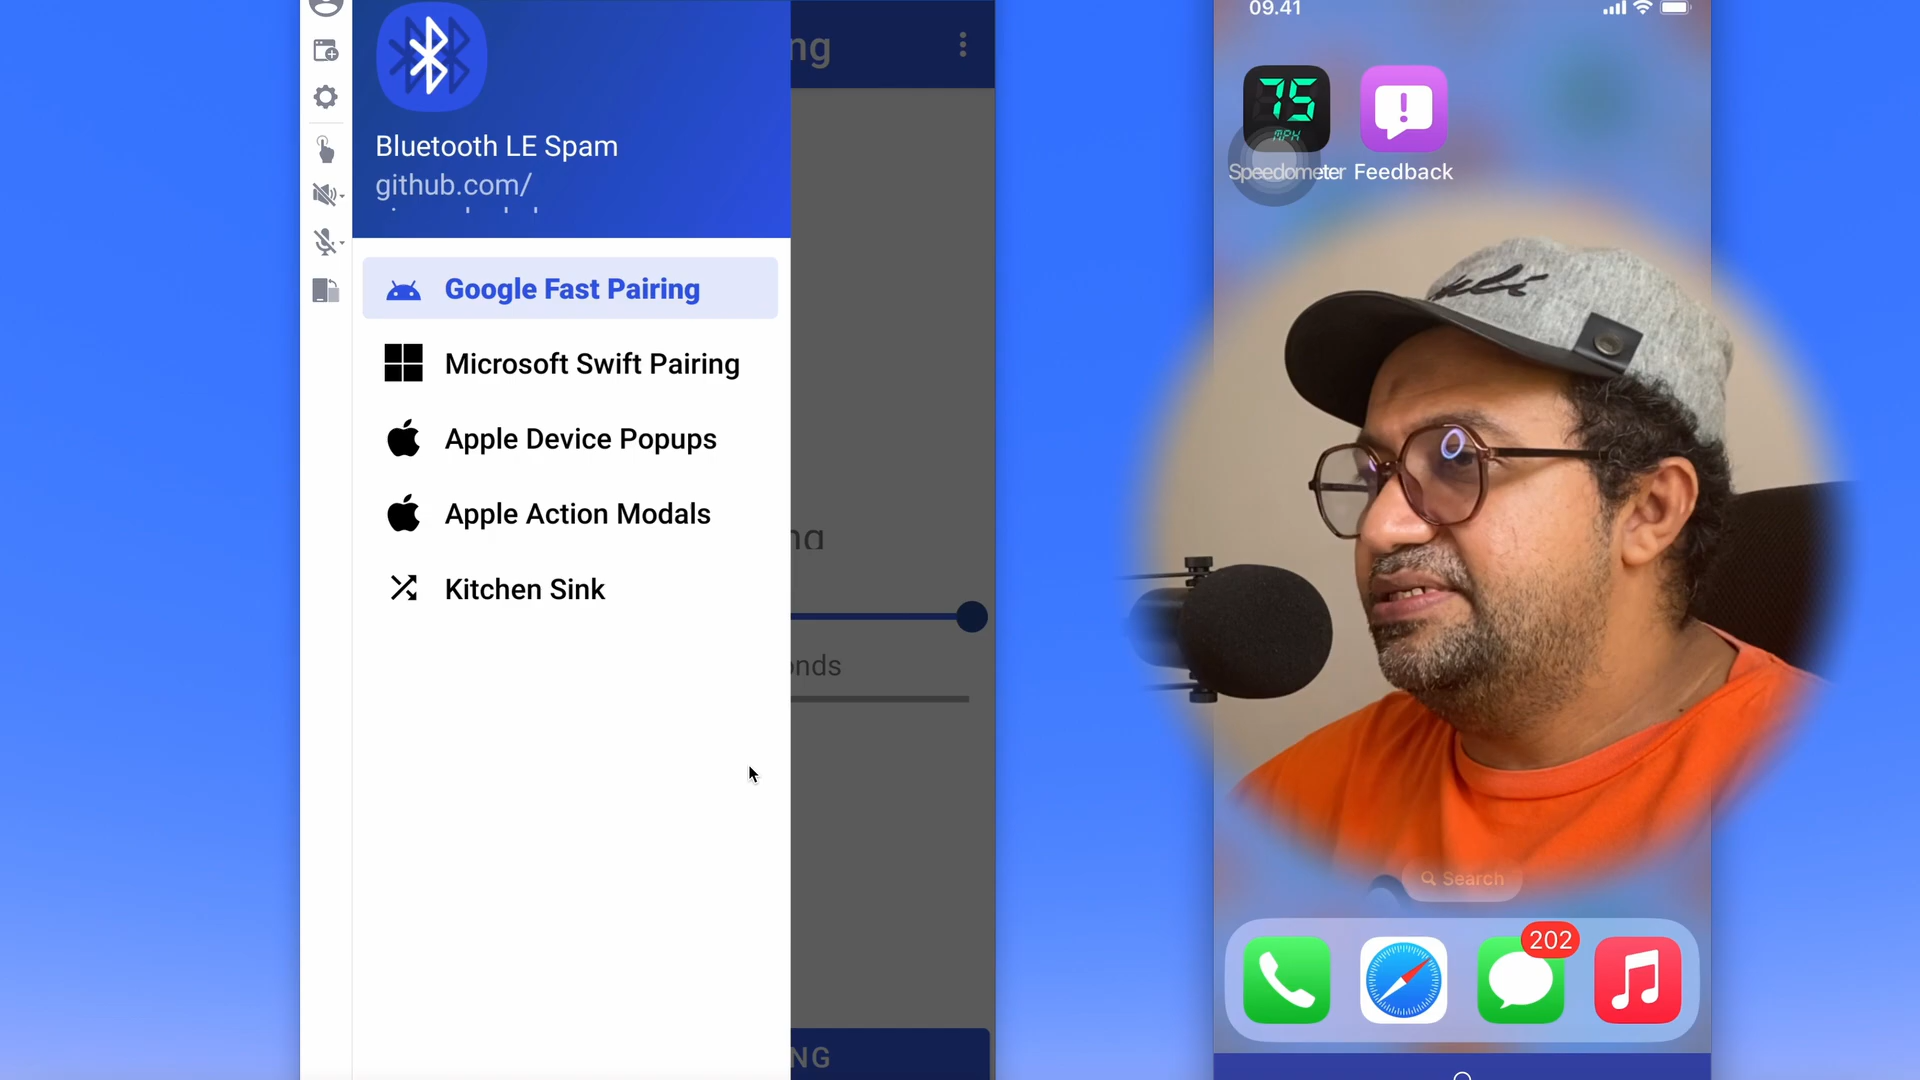 ng
Bluetooth LE Spam
github.com/
Google Fast Pairing
Microsoft Swift Pairing
Apple Device Popups
Apple Action Modals
Kitchen Sink
onds
NG
09.41
75
MPH
Speedometer
Feedback
Search
202